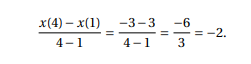 x(4) − x(1) / 4 − 1 = −3 − 3 / 4 − 1 = −6 / 3 = −2.